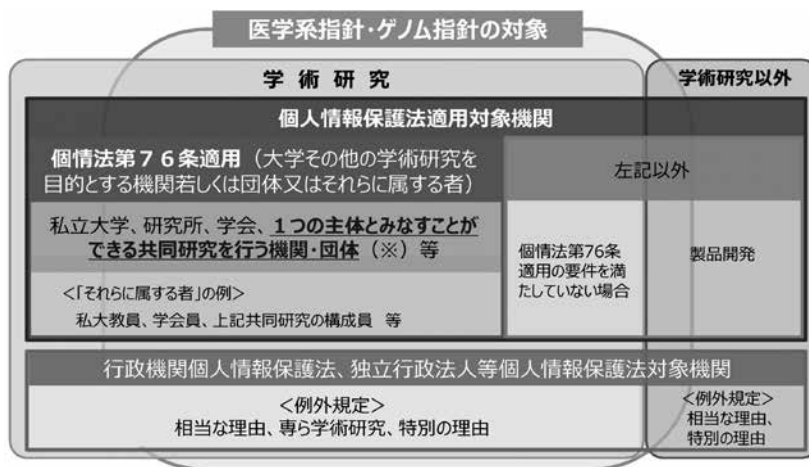 医学系指針・ゲノム指針の対象
学術研究
学術研究以外
個人情報保護法適用対象機関
個情法第76条適用（大学その他の学術研究を
目的とする機関若しくは団体又はそれらに属する者）
左記以外
私立大学、研究所、学会、１つの主体とみなすことが
できる共同研究を行う機関・団体（※）等
＜「それらに属する者」の例＞
私大教員、学会員、上記共同研究の構成員 等
個情法第76条
適用の要件を満
たしていない場合
製品開発
行政機関個人情報保護法、独立行政法人等個人情報保護法対象機関
＜例外規定＞
相当な理由、専ら学術研究、特別の理由
＜例外規定＞
相当な理由、
特別の理由